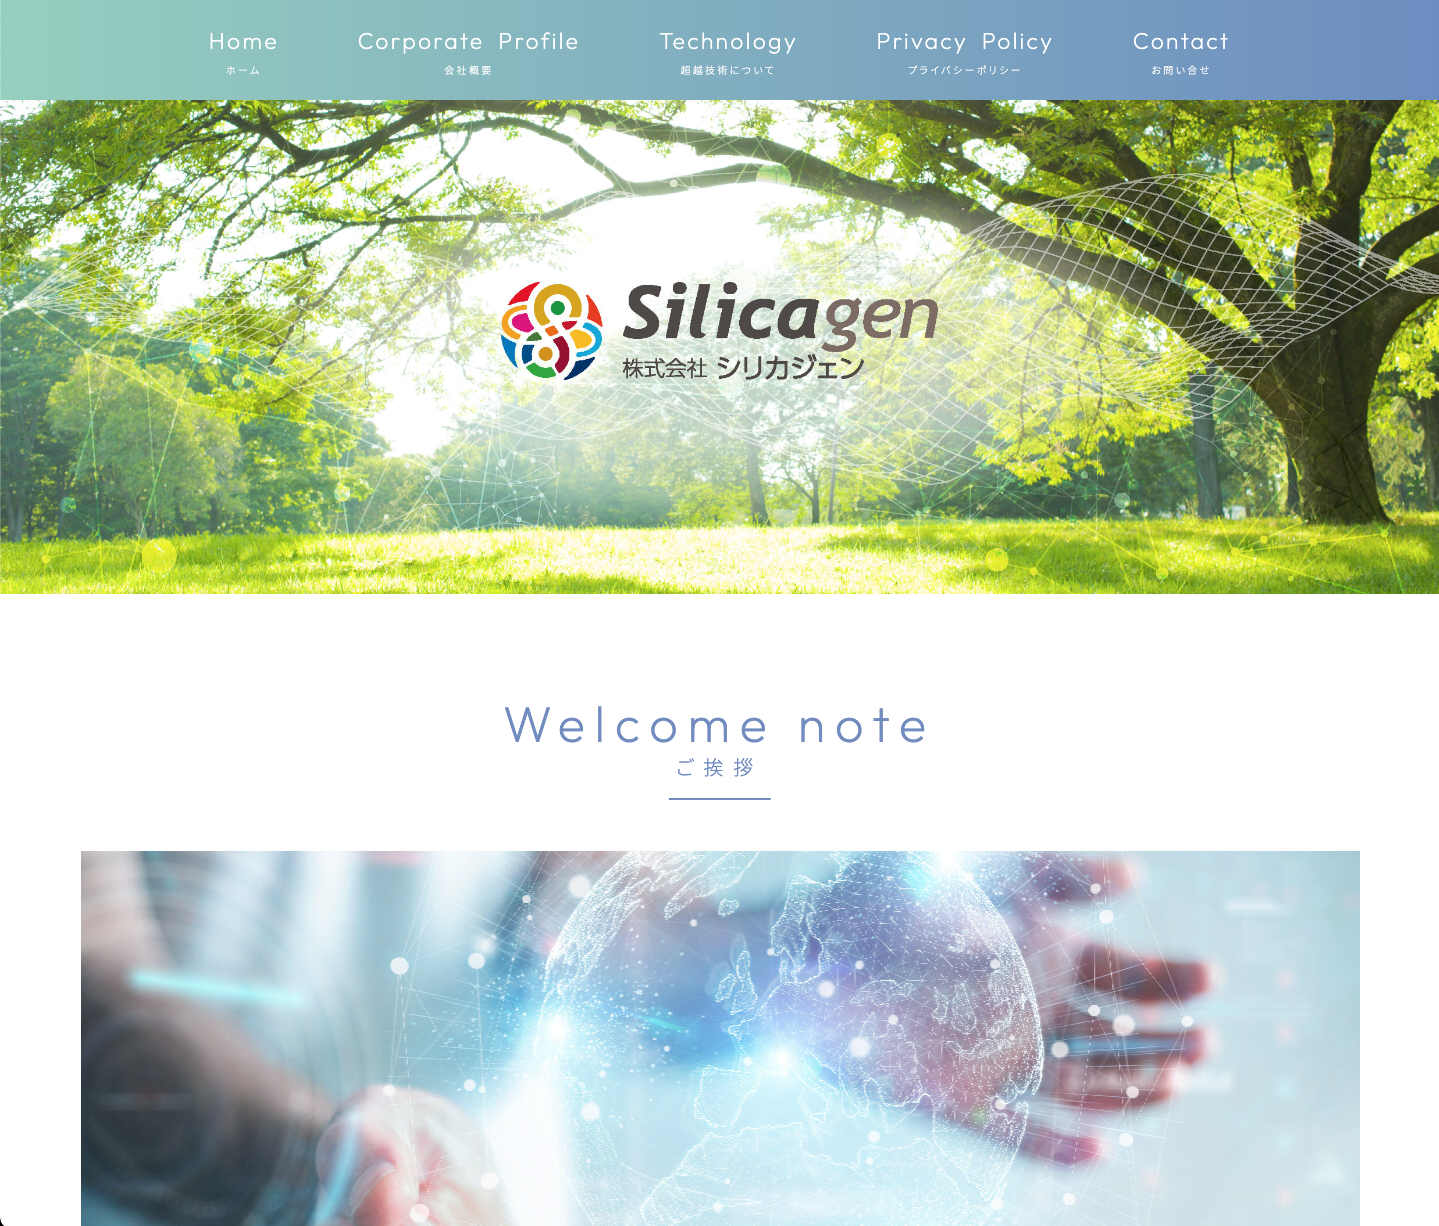 Home
ホーム
Corporate Profile
会社概要
Technology
超越技術について
Privacy Policy
プライバシーポリシー
Contact
お問い合せ
Silicagen
株式会社 シリカジェン
Welcome note
ご挨拶